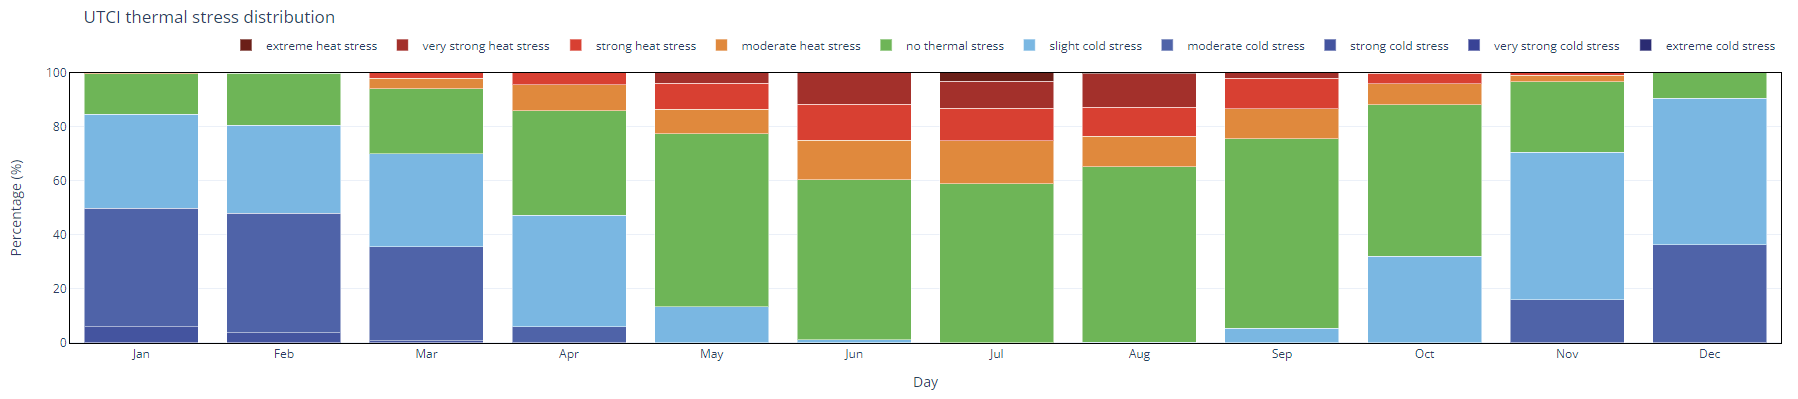 UTCI thermal stress distribution
extreme heat stress very strong heat stress strong heat stress moderate heat stress no thermal stress slight cold stress moderate cold stress strong cold stress very strong cold stress extreme cold stress
100
80
60
40
20
0
Percentage (%)
Jan Feb Mar Apr May Jun Jul Aug Sep Oct Nov Dec
Day